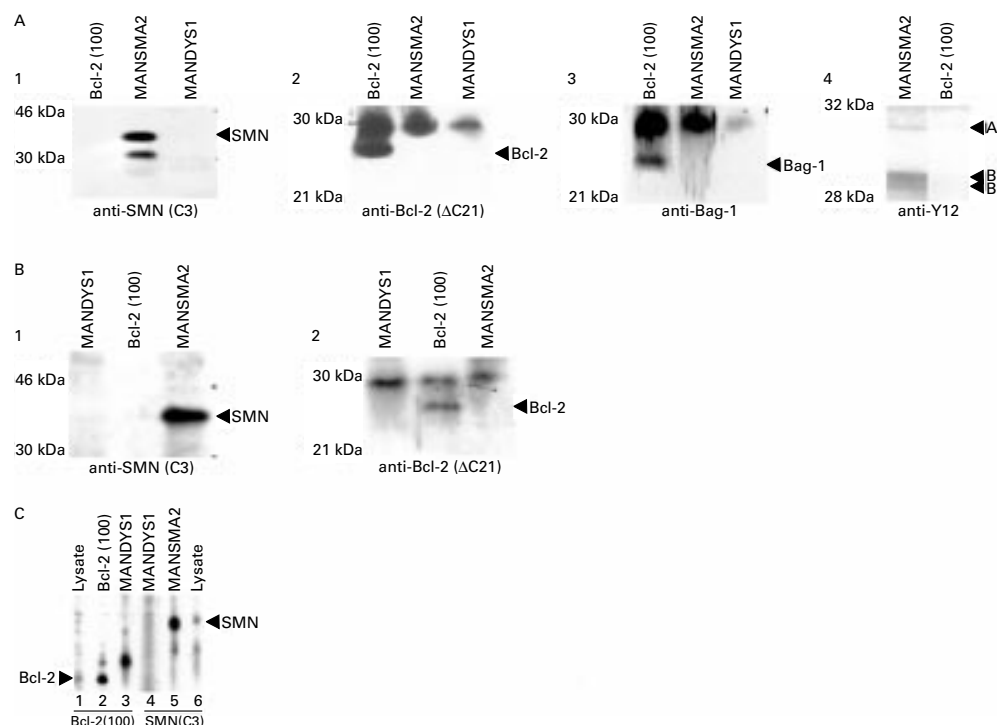 A
Bcl-2 (100)
MANSMA2
MANDYS1
1
46 kDa
30 kDa
SMN
anti-SMN (C3)
Bcl-2 (100)
MANSMA2
MANDYS1
2
30 kDa
21 kDa
Bcl-2
anti-Bcl-2 (ΔC21)
Bcl-2 (100)
MANSMA2
MANDYS1
3
30 kDa
21 kDa
Bag-1
anti-Bag-1
MANSMA2
Bcl-2 (100)
4
32 kDa
28 kDa
A
B
B
anti-Y12
B
MANDYS1
Bcl-2 (100)
MANSMA2
1
46 kDa
30 kDa
SMN
anti-SMN (C3)
MANDYS1
Bcl-2 (100)
MANSMA2
2
30 kDa
21 kDa
Bcl-2
anti-Bcl-2 (ΔC21)
C
Lysate
Bcl-2 (100)
MANDYS1
MANDYS1
MANSMA2
Lysate
SMN
Bcl-2
1 2 3 4 5 6
Bcl-2(100) SMN(C3)